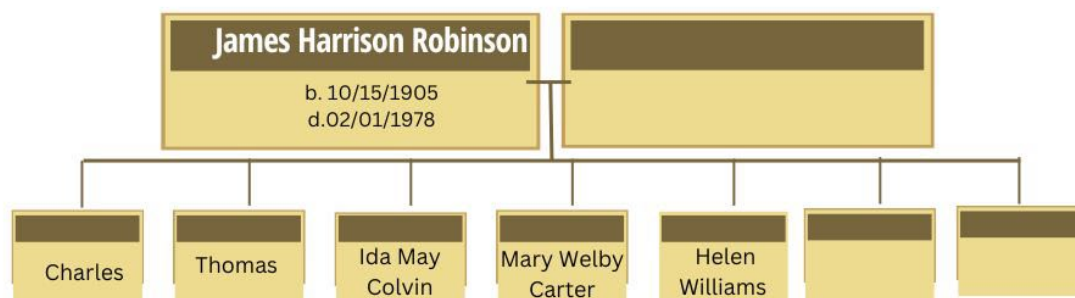 James Harrison Robinson
b. 10/15/1905
d.02/01/1978
Charles
Thomas
Ida May
Colvin
Mary Welby
Carter
Helen
Williams